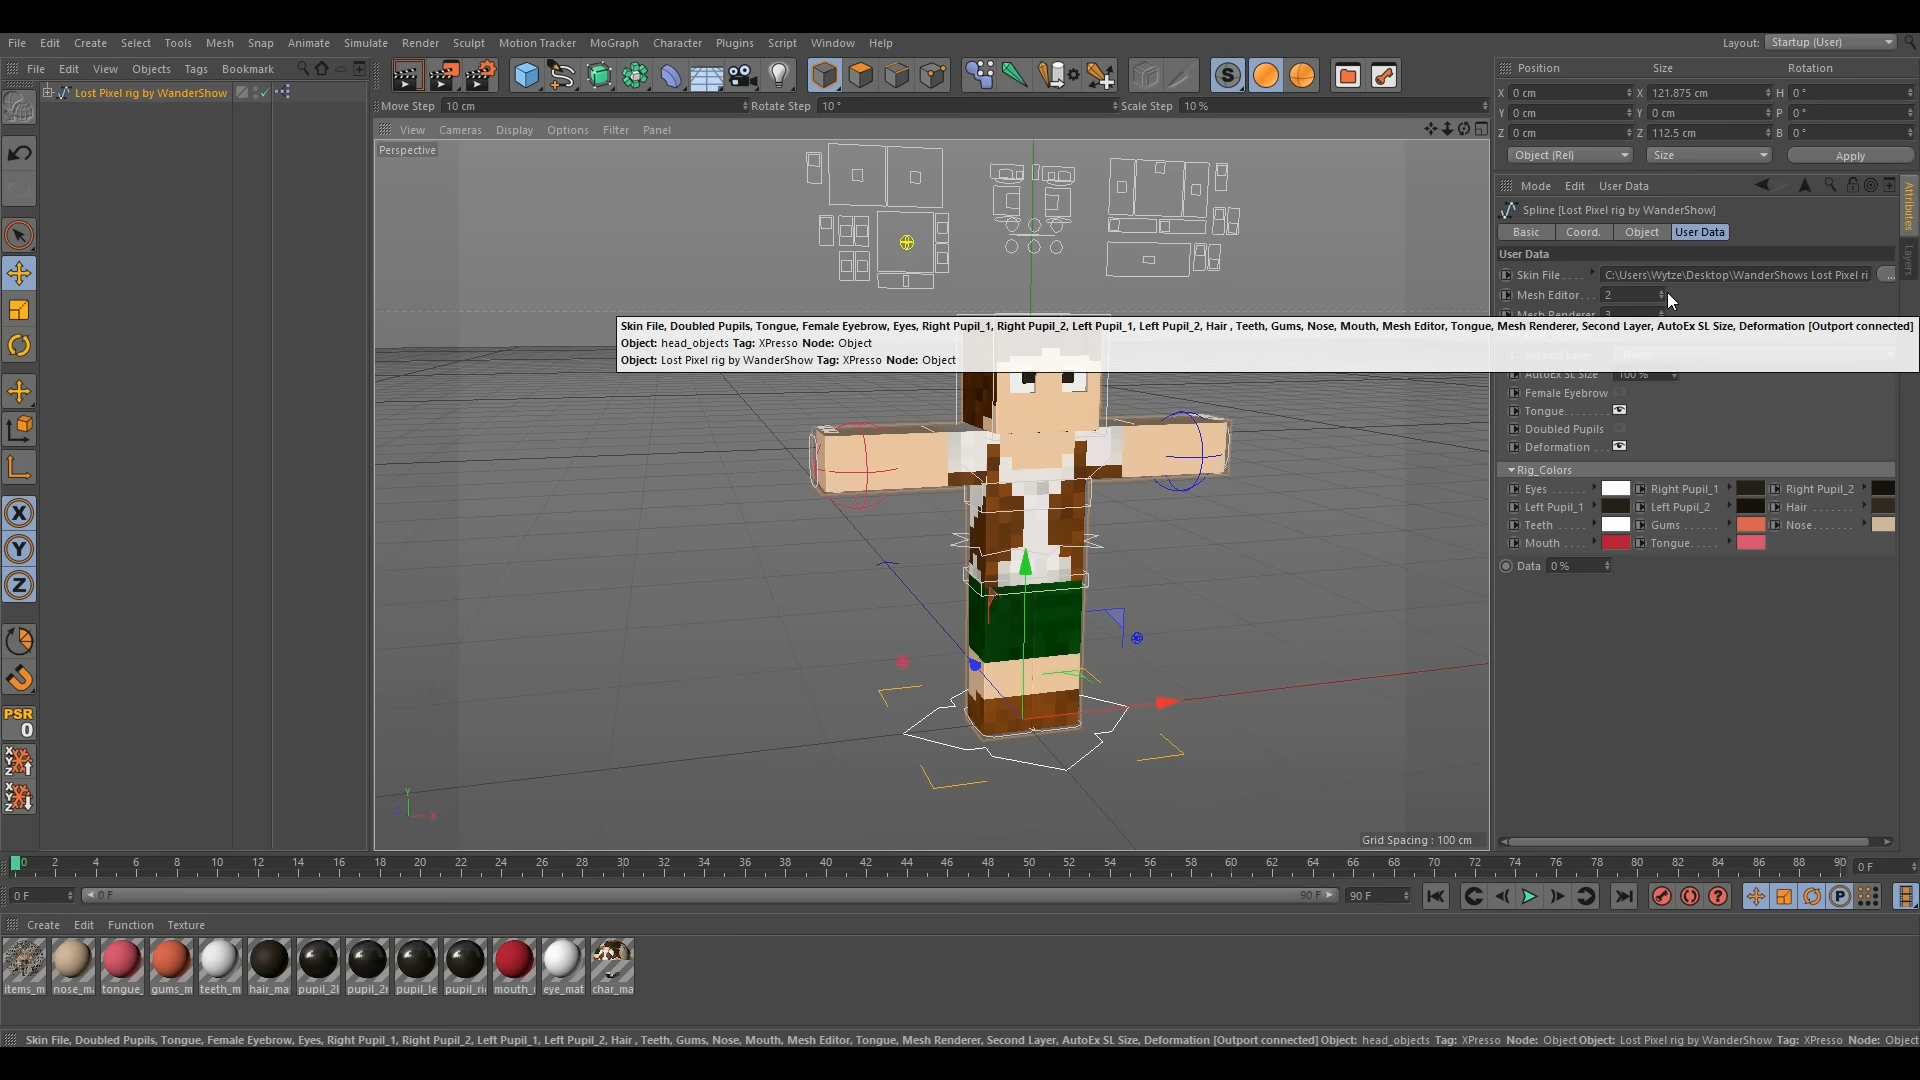 File Edit Create Select Tools Mesh Snap Animate Simulate Render Sculpt Motion Tracker MoGraph Character Plugins Script Window Help
Layout: Startup (User)
File Edit View Objects Tags Bookmark
Lost Pixel rig by WanderShow
Move Step 10 cm Rotate Step 10 ° Scale Step 10 %
View Cameras Display Options Filter Panel
Perspective
Position Size Rotation
X 0 cm X 121.875 cm H 0 °
Y 0 cm Y 0 cm P 0 °
Z 0 cm Z 112.5 cm B 0 °
Object (Rel) Size Apply
Mode Edit User Data
Attributes
Layers
Spline [Lost Pixel rig by WanderShow]
Basic Coord. Object User Data
User Data
Skin File . . . . C:\Users\Wytze\Desktop\WanderShows Lost Pixel ri ...
Mesh Editor. . . 2
Mesh Renderer 3
Skin File, Doubled Pupils, Tongue, Female Eyebrow, Eyes, Right Pupil_1, Right Pupil_2, Left Pupil_1, Left Pupil_2, Hair , Teeth, Gums, Nose, Mouth, Mesh Editor, Tongue, Mesh Renderer, Second Layer, AutoEx SL Size, Deformation [Outport connected]
Object: head_objects Tag: XPresso Node: Object
Object: Lost Pixel rig by WanderShow Tag: XPresso Node: Object
AutoEx SL Size 100 %
Female Eyebrow
Tongue. . . . . . . .
Doubled Pupils
Deformation . . .
Rig_Colors
Eyes . . . . . . Right Pupil_1 Right Pupil_2
Left Pupil_1 Left Pupil_2 Hair . . . . . . .
Teeth . . . . . Gums . . . . . . Nose. . . . . . .
Mouth . . . . Tongue. . . . .
Data 0 %
PSR
0
X
Y
Z
Y
X
Grid Spacing : 100 cm
0 2 4 6 8 10 12 14 16 18 20 22 24 26 28 30 32 34 36 38 40 42 44 46 48 50 52 54 56 58 60 62 64 66 68 70 72 74 76 78 80 82 84 86 88 90 0 F
0 F 0 F 90 F 90 F
Create Edit Function Texture
items_m nose_m tongue_ gums_m teeth_m hair_ma pupil_2l pupil_2r pupil_le pupil_ri mouth_ eye_mat char_ma
Skin File, Doubled Pupils, Tongue, Female Eyebrow, Eyes, Right Pupil_1, Right Pupil_2, Left Pupil_1, Left Pupil_2, Hair , Teeth, Gums, Nose, Mouth, Mesh Editor, Tongue, Mesh Renderer, Second Layer, AutoEx SL Size, Deformation [Outport connected] Object: head_objects Tag: XPresso Node: Object Object: Lost Pixel rig by WanderShow Tag: XPresso Node: Object